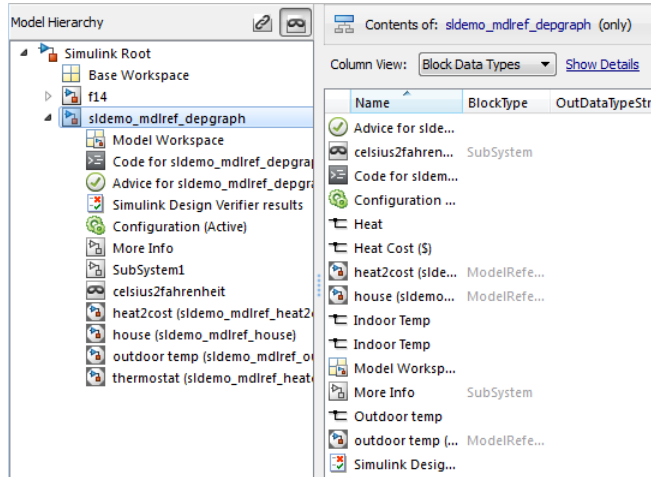 Model Hierarchy
Simulink Root
Base Workspace
f14
sldemo_mdlref_depgraph
Model Workspace
Code for sldemo_mdlref_depgra
Advice for sldemo_mdlref_depgra
Simulink Design Verifier results
Configuration (Active)
More Info
SubSystem1
celsius2fahrenheit
heat2cost (sldemo_mdlref_heat2
house (sldemo_mdlref_house)
outdoor temp (sldemo_mdlref_ou
thermostat (sldemo_mdlref_heate
Contents of: sldemo_mdlref_depgraph (only)
Column View: Block Data Types Show Details
Name BlockType OutDataTypeStr
Advice for slde...
celsius2fahren... SubSystem
Code for sldem...
Configuration ...
Heat
Heat Cost ($)
heat2cost (slde... ModelRefe...
house (sldemo... ModelRefe...
Indoor Temp
Indoor Temp
Model Worksp...
More Info SubSystem
Outdoor temp
outdoor temp (... ModelRefe...
Simulink Desig...